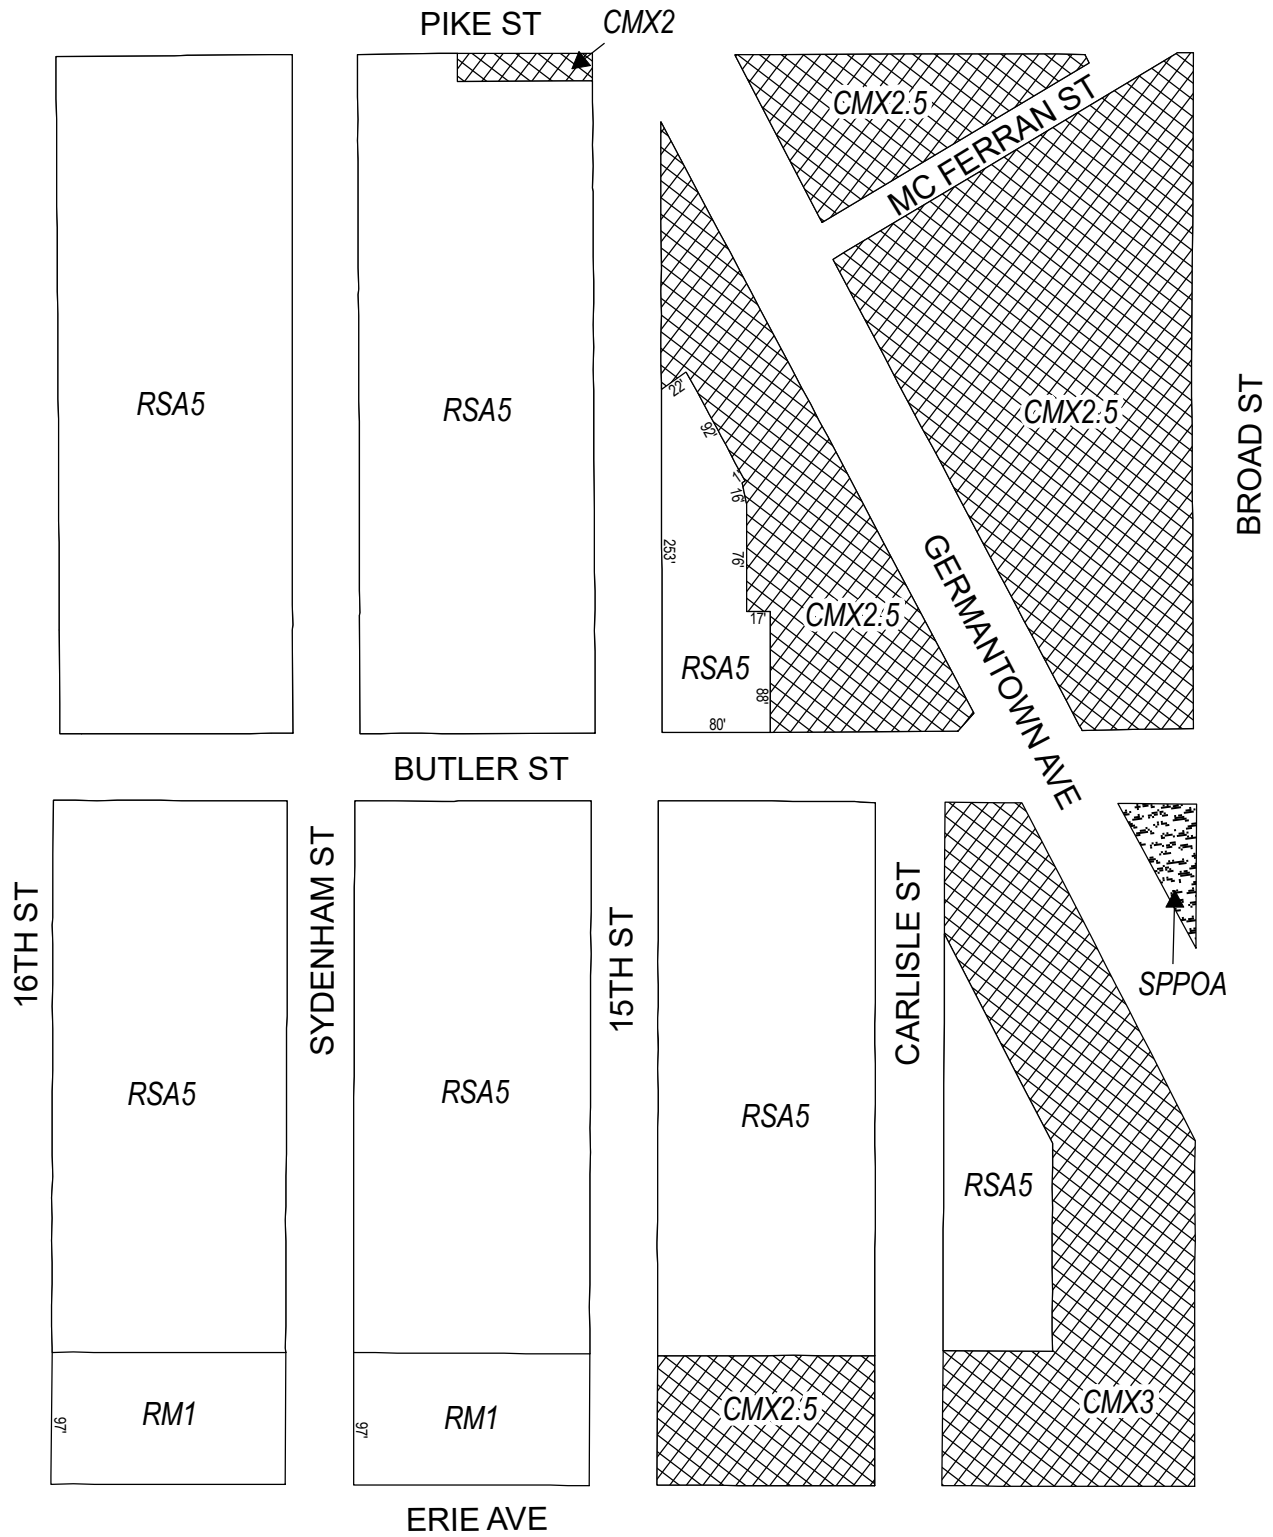 PIKE ST
CMX2
CMX2.5
MC FERRAN ST
RSA5
RSA5
CMX2.5
BROAD ST
22'
92'
16'
253'
76'
17'
CMX2.5
GERMANTOWN AVE
RSA5
88'
80'
BUTLER ST
16TH ST
SYDENHAM ST
15TH ST
CARLISLE ST
SPPOA
RSA5
RSA5
RSA5
RSA5
97'
RM1
97'
RM1
CMX2.5
CMX3
ERIE AVE